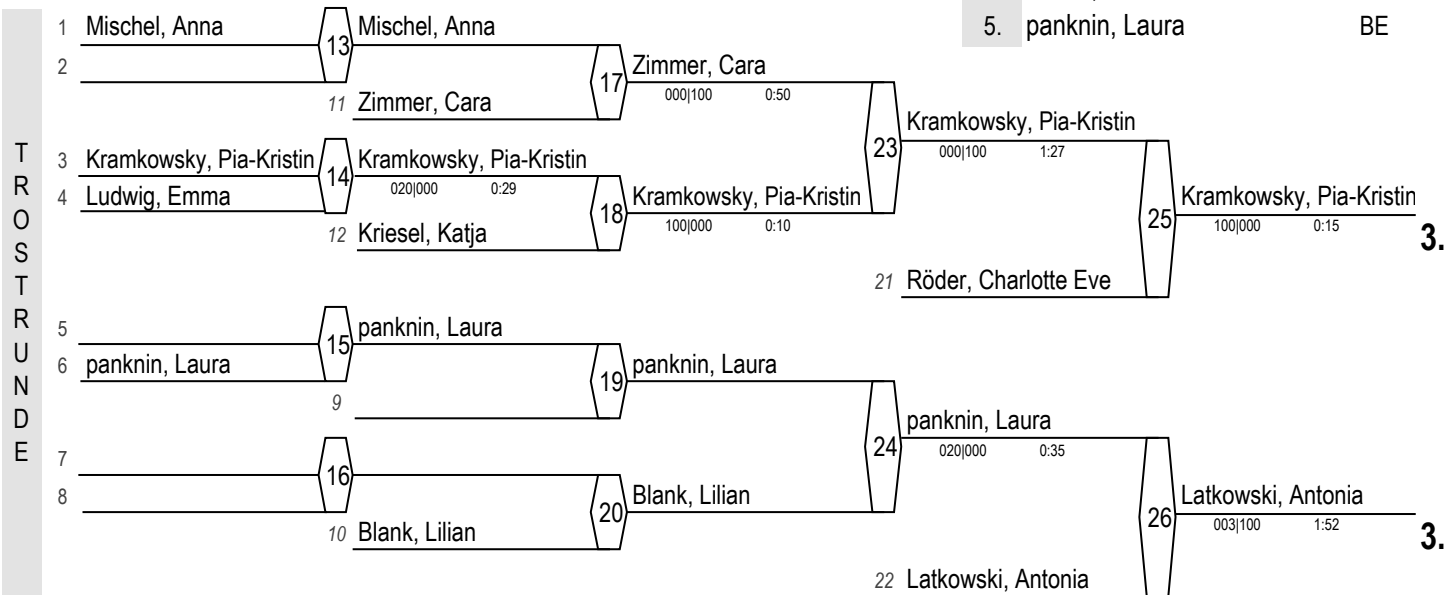 5. panknin, Laura BE
TROSTRUNDE
1 Mischel, Anna
2
13 Mischel, Anna
11 Zimmer, Cara
17 Zimmer, Cara
000|100 0:50
3 Kramkowsky, Pia-Kristin
4 Ludwig, Emma
14 Kramkowsky, Pia-Kristin
020|000 0:29
12 Kriesel, Katja
18 Kramkowsky, Pia-Kristin
100|000 0:10
23 Kramkowsky, Pia-Kristin
000|100 1:27
21 Röder, Charlotte Eve
25 Kramkowsky, Pia-Kristin
100|000 0:15
3.
5
6 panknin, Laura
15 panknin, Laura
9
19 panknin, Laura
7
8
16
10 Blank, Lilian
20 Blank, Lilian
24 panknin, Laura
020|000 0:35
22 Latkowski, Antonia
26 Latkowski, Antonia
003|100 1:52
3.